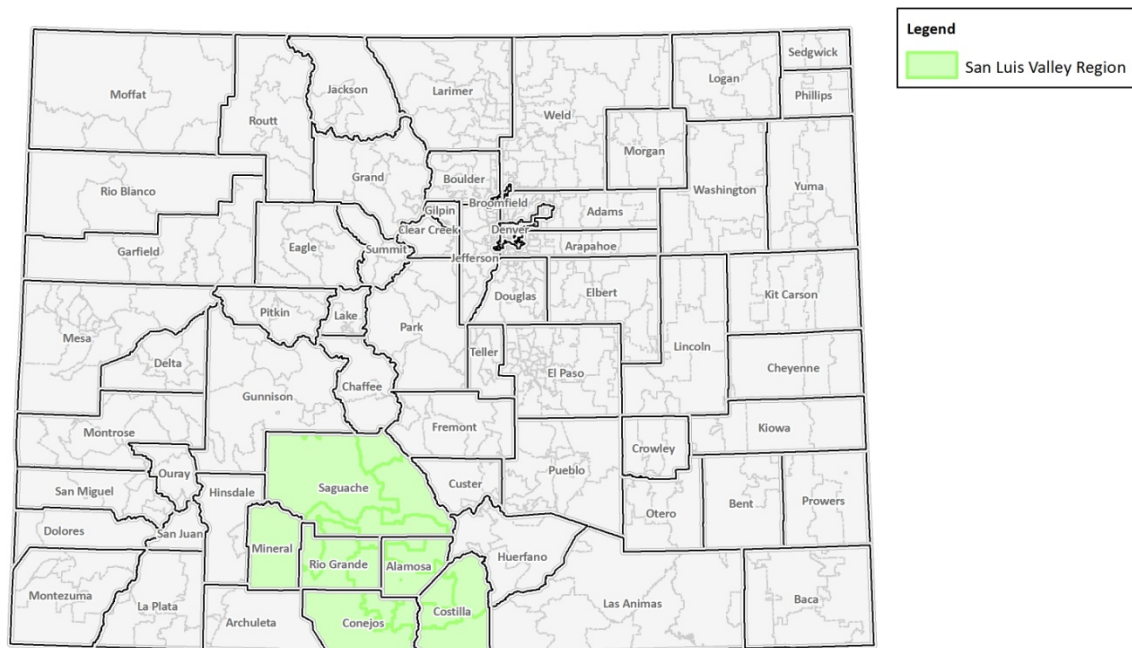 Legend
San Luis Valley Region
Sedgwick
Logan
Phillips
Moffat
Jackson
Larimer
Routt
Weld
Morgan
Grand
Boulder
Rio Blanco
Washington
Yuma
Gilpin
Broomfield
Adams
Clear Creek
Denver
Garfield
Eagle
Summit
Arapahoe
Jefferson
Douglas
Elbert
Kit Carson
Pitkin
Lake
Park
Mesa
Teller
Lincoln
Delta
El Paso
Cheyenne
Chaffee
Gunnison
Fremont
Kiowa
Montrose
Crowley
Ouray
Pueblo
Saguache
Custer
San Miguel
Hinsdale
Otero
Bent
Prowers
Dolores
San Juan
Mineral
Huerfano
Rio Grande
Alamosa
Montezuma
La Plata
Las Animas
Baca
Costilla
Archuleta
Conejos